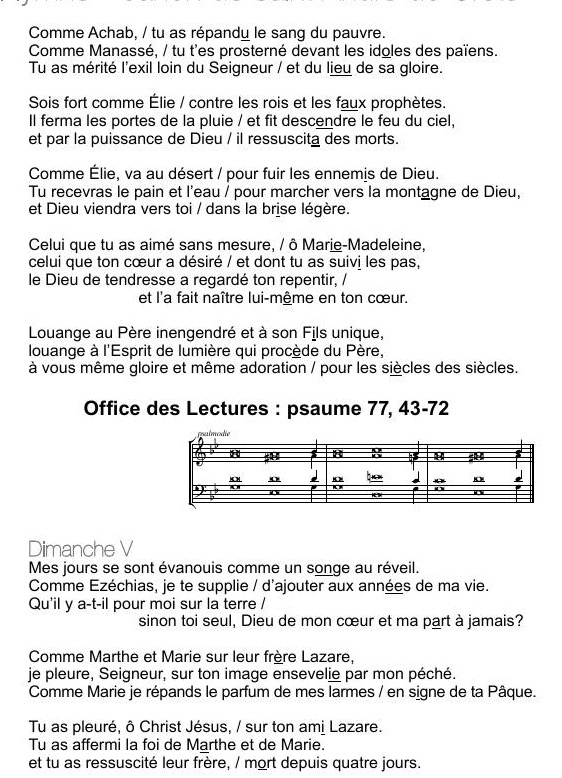 Comme Achab, / tu as répandu le sang du pauvre.
Comme Manassé, / tu t'es prosterné devant les idoles des païens.
Tu as mérité l'exil loin du Seigneur / et du lieu de sa gloire.
Sois fort comme Élie / contre les rois et les faux prophètes.
Il ferma les portes de la pluie / et fit descendre le feu du ciel,
et par la puissance de Dieu / il ressuscita des morts.
Comme Élie, va au désert / pour fuir les ennemis de Dieu.
Tu recevras le pain et l'eau / pour marcher vers la montagne de Dieu,
et Dieu viendra vers toi / dans la brise légère.
Celui que tu as aimé sans mesure, / ô Marie-Madeleine,
celui que ton cœur a désiré / et dont tu as suivi les pas,
le Dieu de tendresse a regardé ton repentir, /
et l'a fait naître lui-même en ton cœur.
Louange au Père inengendré et à son Fils unique,
louange à l'Esprit de lumière qui procède du Père,
à vous même gloire et même adoration / pour les siècles des siècles.
Office des Lectures : psaume 77, 43-72
psalmodie
Dimanche V
Mes jours se sont évanouis comme un songe au réveil.
Comme Ezéchias, je te supplie / d'ajouter aux années de ma vie.
Qu'il y a-t-il pour moi sur la terre /
sinon toi seul, Dieu de mon cœur et ma part à jamais?
Comme Marthe et Marie sur leur frère Lazare,
je pleure, Seigneur, sur ton image ensevelie par mon péché.
Comme Marie je répands le parfum de mes larmes / en signe de ta Pâque.
Tu as pleuré, ô Christ Jésus, / sur ton ami Lazare.
Tu as affermi la foi de Marthe et de Marie.
et tu as ressuscité leur frère, / mort depuis quatre jours.